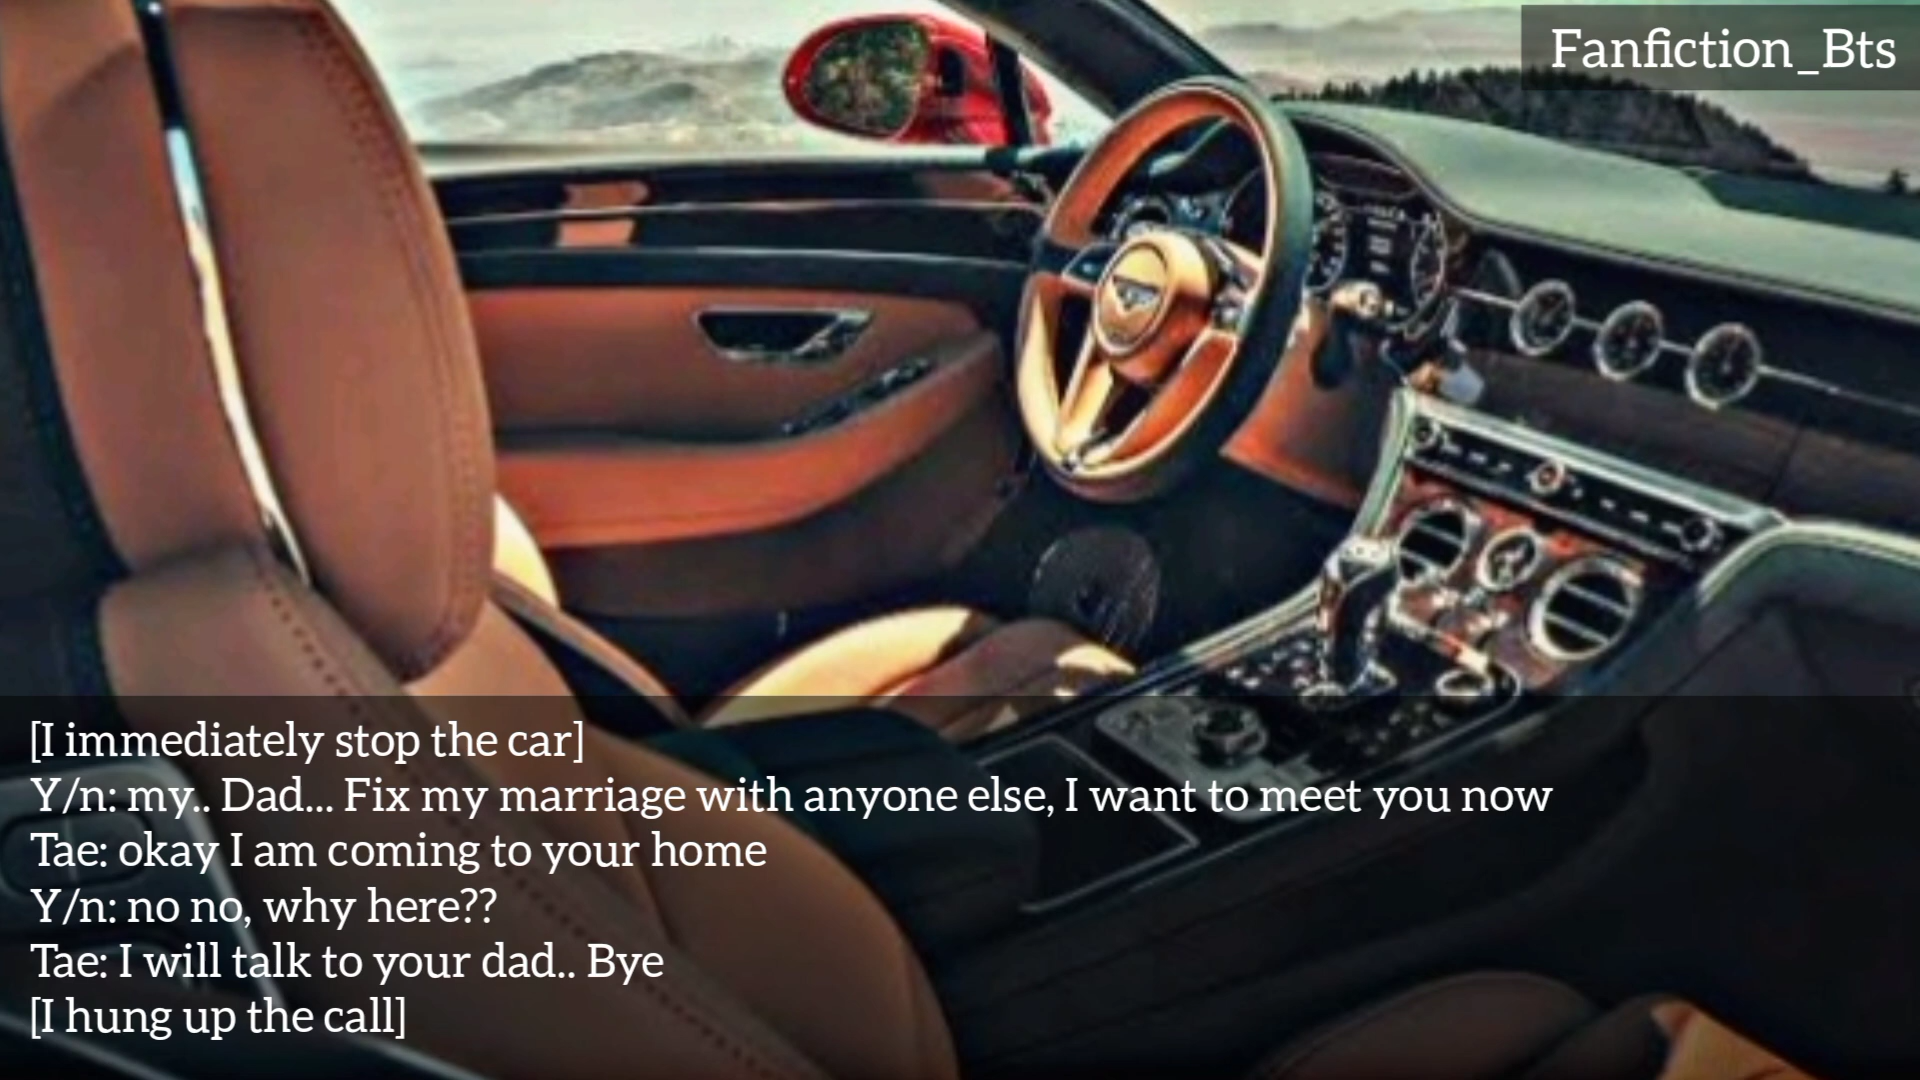 Fanfiction_Bts
[I immediately stop the car]
Y/n: my.. Dad... Fix my marriage with anyone else, I want to meet you now
Tae: okay I am coming to your home
Y/n: no no, why here??
Tae: I will talk to your dad.. Bye
[I hung up the call]